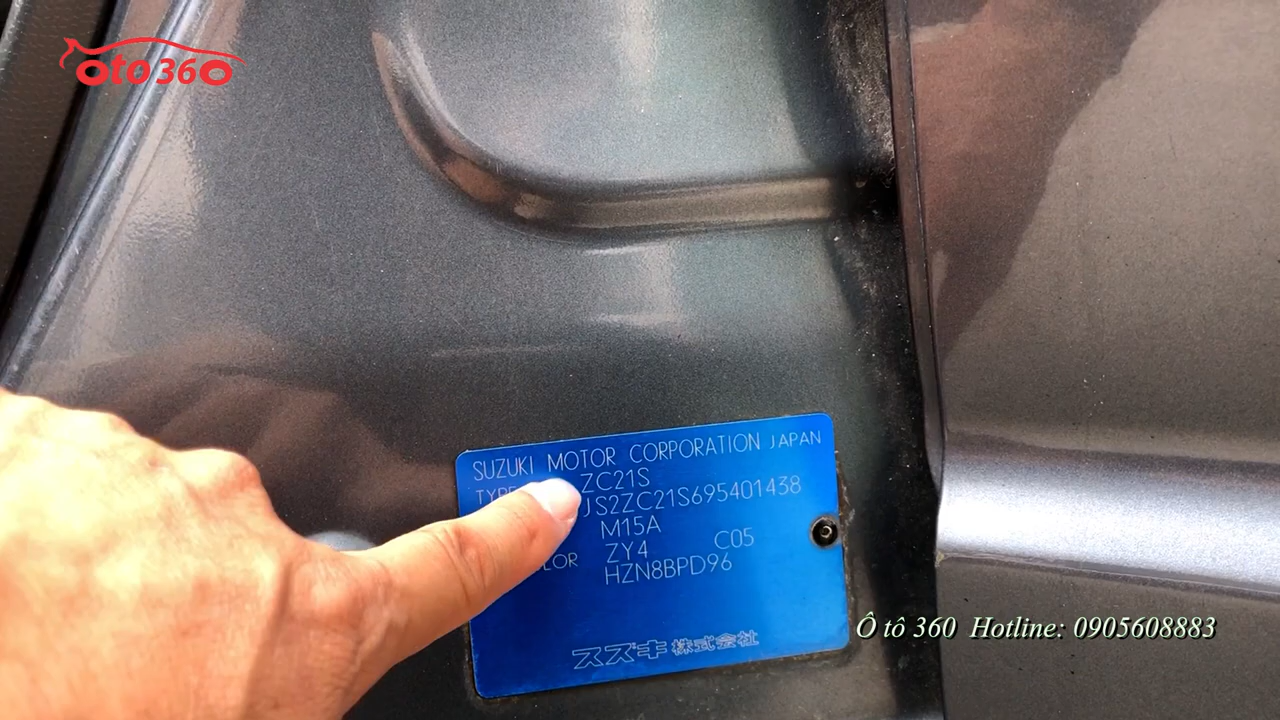 oto360
SUZUKI MOTOR CORPORATION JAPAN
TYPE ZC21S
JS2ZC21S695401438
M15A
ZY4 C05
HZN8BPD96
スズキ株式会社
Ô tô 360 Hotline: 0905608883